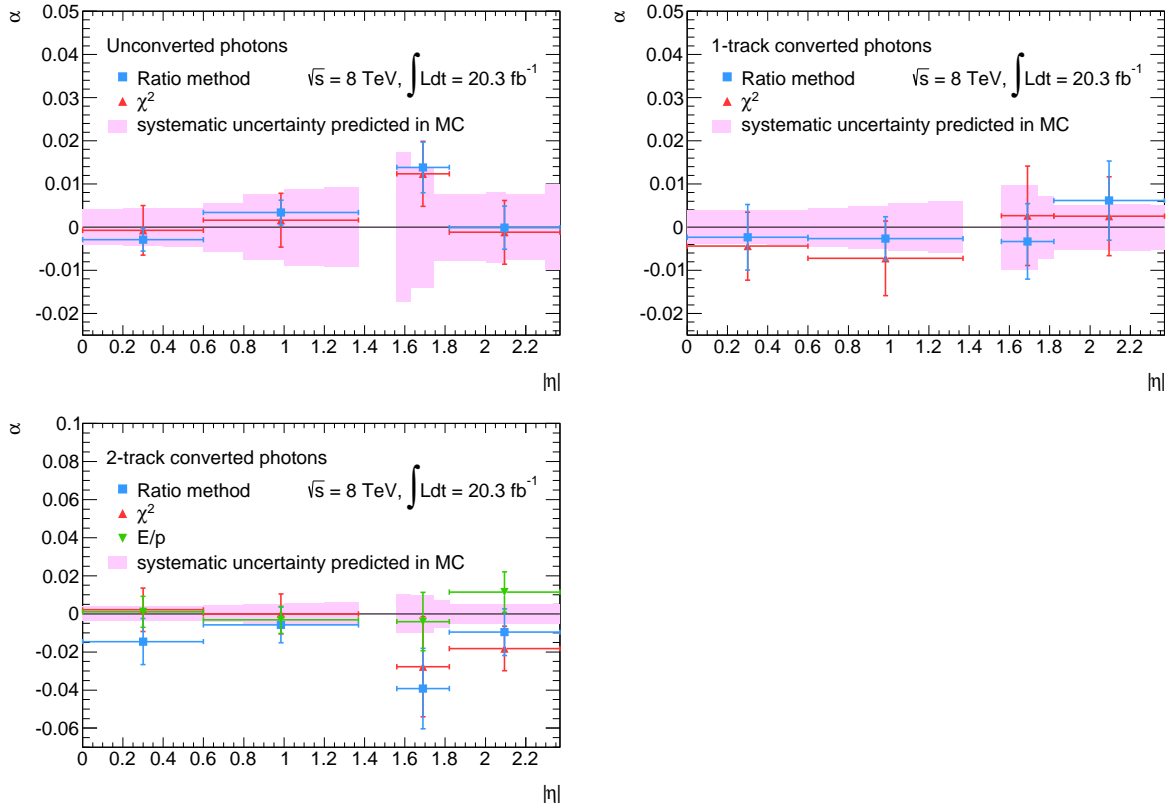 α
0.05
0.04
0.03
0.02
0.01
0
-0.01
-0.02
Unconverted photons
Ratio method
√s = 8 TeV, ∫Ldt = 20.3 fb⁻¹
χ²
systematic uncertainty predicted in MC
0 0.2 0.4 0.6 0.8 1 1.2 1.4 1.6 1.8 2 2.2
|η|
α
0.05
0.04
0.03
0.02
0.01
0
-0.01
-0.02
1-track converted photons
Ratio method
√s = 8 TeV, ∫Ldt = 20.3 fb⁻¹
χ²
systematic uncertainty predicted in MC
0 0.2 0.4 0.6 0.8 1 1.2 1.4 1.6 1.8 2 2.2
|η|
α
0.1
0.08
0.06
0.04
0.02
0
-0.02
-0.04
-0.06
2-track converted photons
Ratio method
√s = 8 TeV, ∫Ldt = 20.3 fb⁻¹
χ²
E/p
systematic uncertainty predicted in MC
0 0.2 0.4 0.6 0.8 1 1.2 1.4 1.6 1.8 2 2.2
|η|